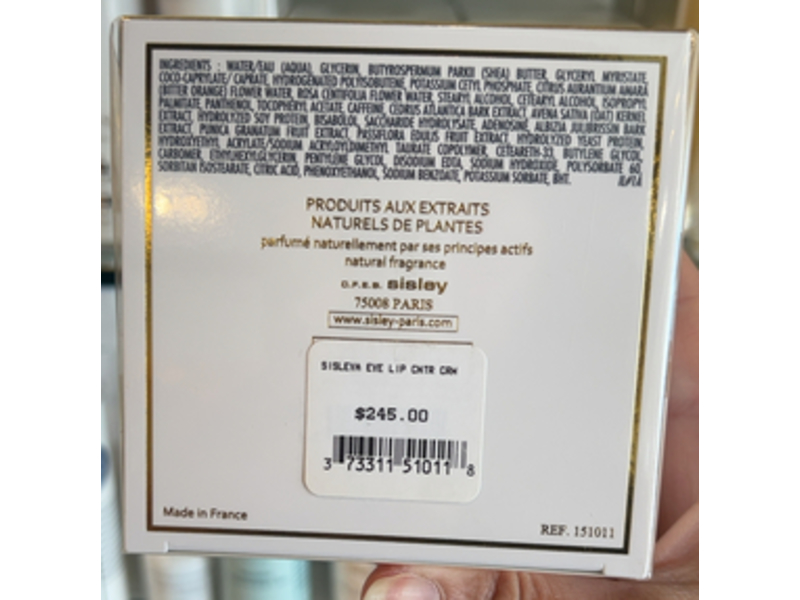 INGREDIENTS : WATER/EAU (AQUA), GLYCERIN, BUTYROSPERMUM PARKII (SHEA) BUTTER, GLYCERYL MYRISTATE,
COCO-CAPRYLATE/ CAPRATE, HYDROGENATED POLYISOBUTENE, POTASSIUM CETYL PHOSPHATE, CITRUS AURANTIUM AMARA
(BITTER ORANGE) FLOWER WATER, ROSA CENTIFOLIA FLOWER WATER, STEARYL ALCOHOL, CETEARYL ALCOHOL, ISOPROPYL
PALMITATE, PANTHENOL, TOCOPHERYL ACETATE, CAFFEINE, CEDRUS ATLANTICA BARK EXTRACT, AVENA SATIVA (OAT) KERNEL
EXTRACT, HYDROLYZED SOY PROTEIN, BISABOLOL, SACCHARIDE HYDROLYSATE, ADENOSINE, ALBIZIA JULIBRISSIN BARK
EXTRACT, PUNICA GRANATUM FRUIT EXTRACT, PASSIFLORA EDULIS FRUIT EXTRACT, HYDROLYZED YEAST PROTEIN,
HYDROXYETHYL ACRYLATE/SODIUM ACRYLOYLDIMETHYL TAURATE COPOLYMER, CETEARETH-33, BUTYLENE GLYCOL,
CARBOMER, ETHYLHEXYLGLYCERIN, PENTYLENE GLYCOL, DISODIUM EDTA, SODIUM HYDROXIDE, POLYSORBATE 60,
SORBITAN ISOSTEARATE, CITRIC ACID, PHENOXYETHANOL, SODIUM BENZOATE, POTASSIUM SORBATE, BHT.
PRODUITS AUX EXTRAITS
NATURELS DE PLANTES
parfumé naturellement par ses principes actifs
natural fragrance
C.F.E.B. sisley
75008 PARIS
www.sisley-paris.com
SISLEYA EYE LIP CNTR CRM
$245.00
3 73311 51011 8
Made in France
REF. 151011